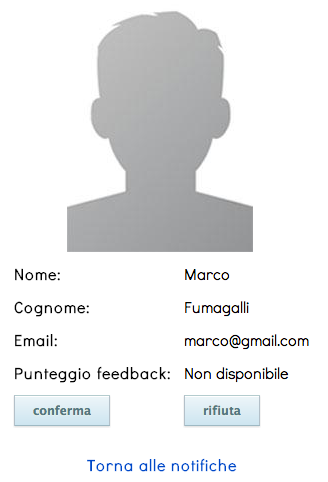 Nome: Marco
Cognome: Fumagalli
Email: marco@gmail.com
Punteggio feedback: Non disponibile
conferma rifiuta
Torna alle notifiche